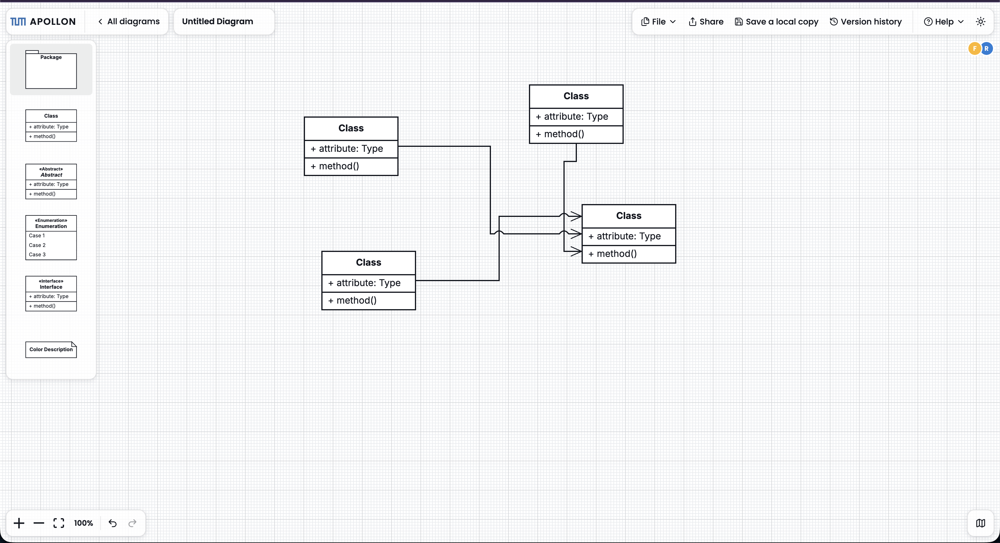 TUM APOLLON
All diagrams
Untitled Diagram
File
Share
Save a local copy
Version history
Help
F
R
Package
Class
+ attribute: Type
+ method()
«Abstract»
Abstract
+ attribute: Type
+ method()
«Enumeration»
Enumeration
Case 1
Case 2
Case 3
«Interface»
Interface
+ attribute: Type
+ method()
Color Description
Class
+ attribute: Type
+ method()
Class
+ attribute: Type
+ method()
Class
+ attribute: Type
+ method()
Class
+ attribute: Type
+ method()
100%